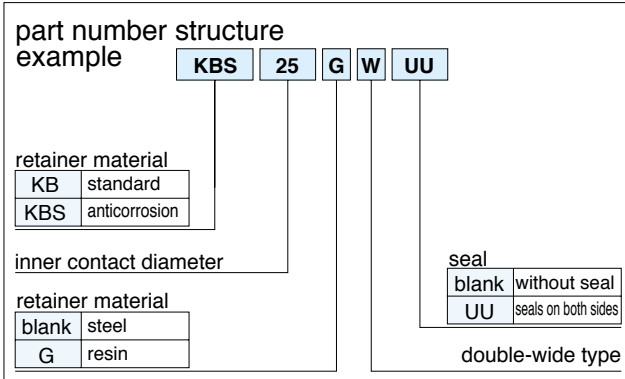 part number structure
example
KBS 25 G W UU
retainer material
KB standard
KBS anticorrosion
inner contact diameter
retainer material
blank steel
G resin
seal
blank without seal
UU seals on both sides
double-wide type